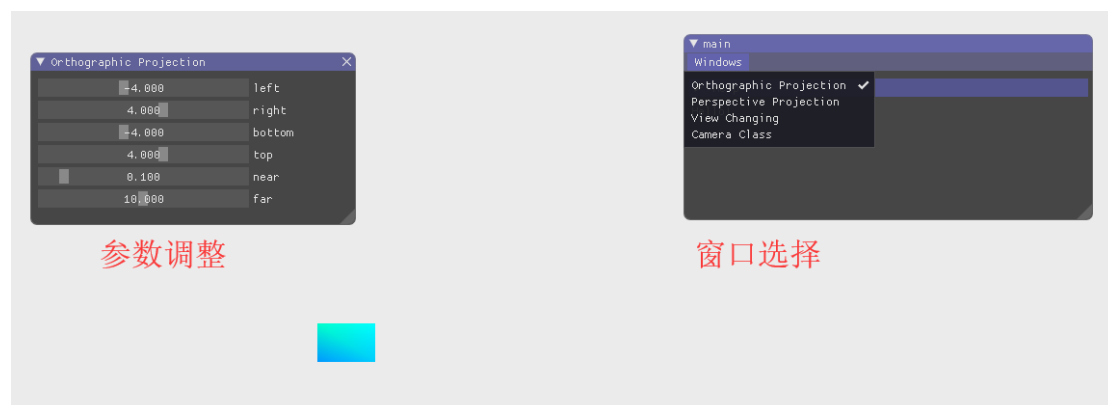 Orthographic Projection
-4.000 left
4.000 right
-4.000 bottom
4.000 top
0.100 near
10.000 far
参数调整
main
Windows
Orthographic Projection
Perspective Projection
View Changing
Camera Class
窗口选择